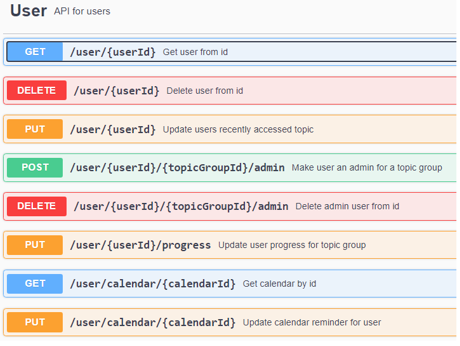 User API for users
GET /user/{userId} Get user from id
DELETE /user/{userId} Delete user from id
PUT /user/{userId} Update users recently accessed topic
POST /user/{userId}/{topicGroupId}/admin Make user an admin for a topic group
DELETE /user/{userId}/{topicGroupId}/admin Delete admin user from id
PUT /user/{userId}/progress Update user progress for topic group
GET /user/calendar/{calendarId} Get calendar by id
PUT /user/calendar/{calendarId} Update calendar reminder for user